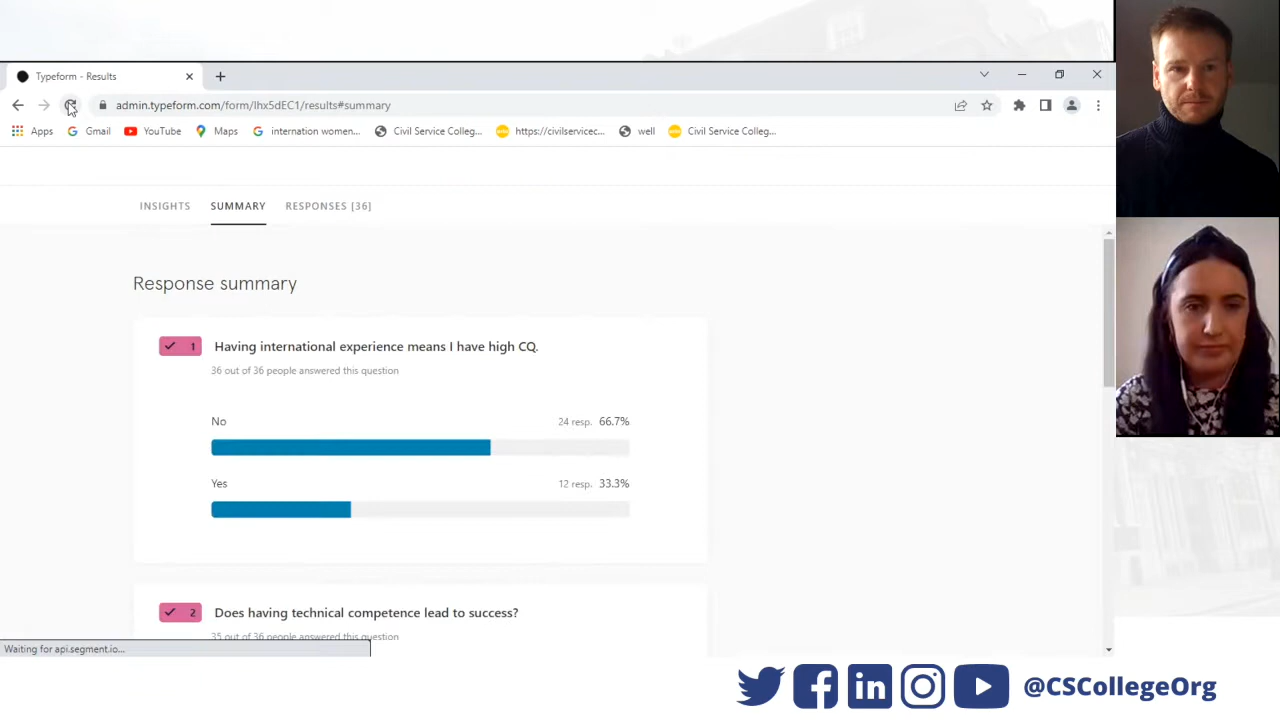 Typeform - Results
admin.typeform.com/form/lhx5dEC1/results#summary
Apps Gmail YouTube Maps internation women... Civil Service Colleg... https://civilservicec... well Civil Service Colleg...
INSIGHTS SUMMARY RESPONSES [36]
Response summary
1 Having international experience means I have high CQ.
36 out of 36 people answered this question
No 24 resp. 66.7%
Yes 12 resp. 33.3%
2 Does having technical competence lead to success?
35 out of 36 people answered this question
Waiting for api.segment.io...
@CSCollegeOrg